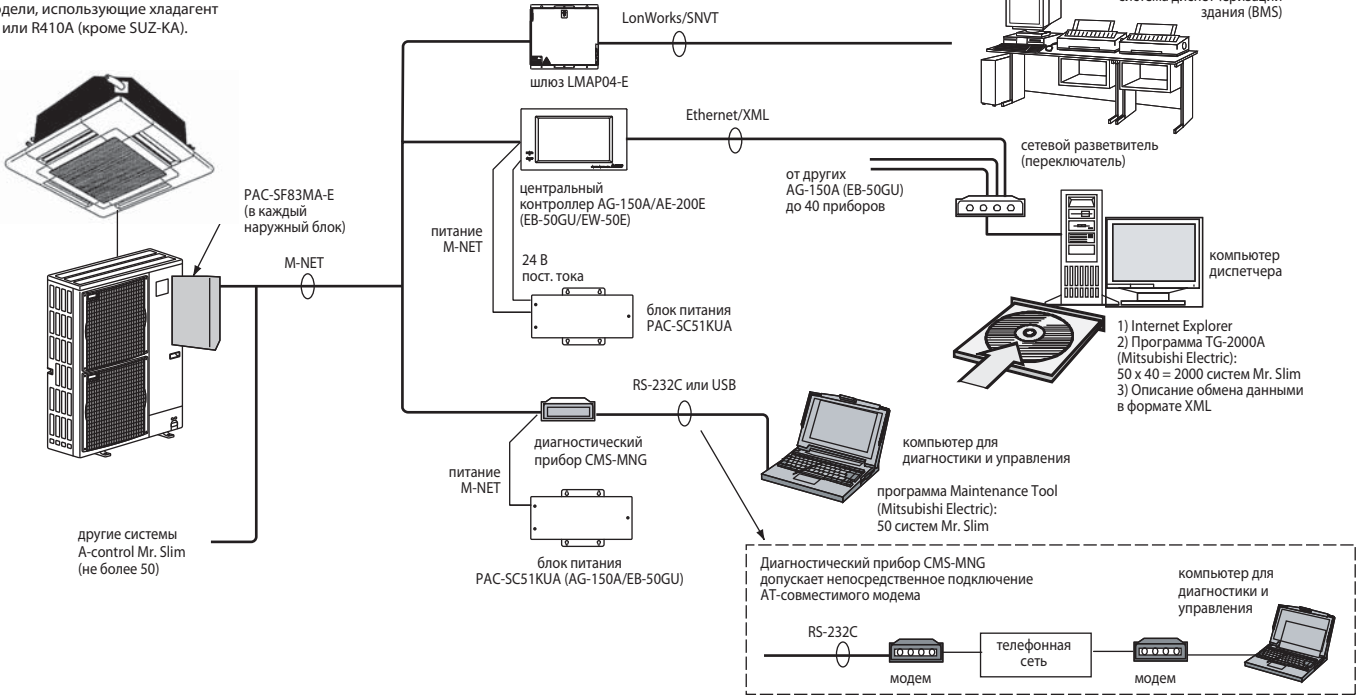 дели, использующие хладагент
или R410A (кроме SUZ-KA).
LonWorks/SNVT
здания (BMS)
шлюз LMAP04-E
Ethernet/XML
сетевой разветвитель
(переключатель)
от других
AG-150A (EB-50GU)
до 40 приборов
центральный
контроллер AG-150A/AE-200E
(EB-50GU/EW-50E)
PAC-SF83MA-E
(в каждый
наружный блок)
питание
M-NET
M-NET
24 В
пост. тока
компьютер
диспетчера
блок питания
PAC-SC51KUA
1) Internet Explorer
2) Программа TG-2000A
(Mitsubishi Electric):
50 x 40 = 2000 систем Mr. Slim
3) Описание обмена данными
в формате XML
RS-232C или USB
диагностический
прибор CMS-MNG
компьютер для
диагностики и управления
питание
M-NET
программа Maintenance Tool
(Mitsubishi Electric):
50 систем Mr. Slim
другие системы
A-control Mr. Slim
(не более 50)
блок питания
PAC-SC51KUA (AG-150A/EB-50GU)
Диагностический прибор CMS-MNG
допускает непосредственное подключение
АТ-совместимого модема
компьютер для
диагностики и
управления
RS-232C
телефонная
сеть
модем
модем